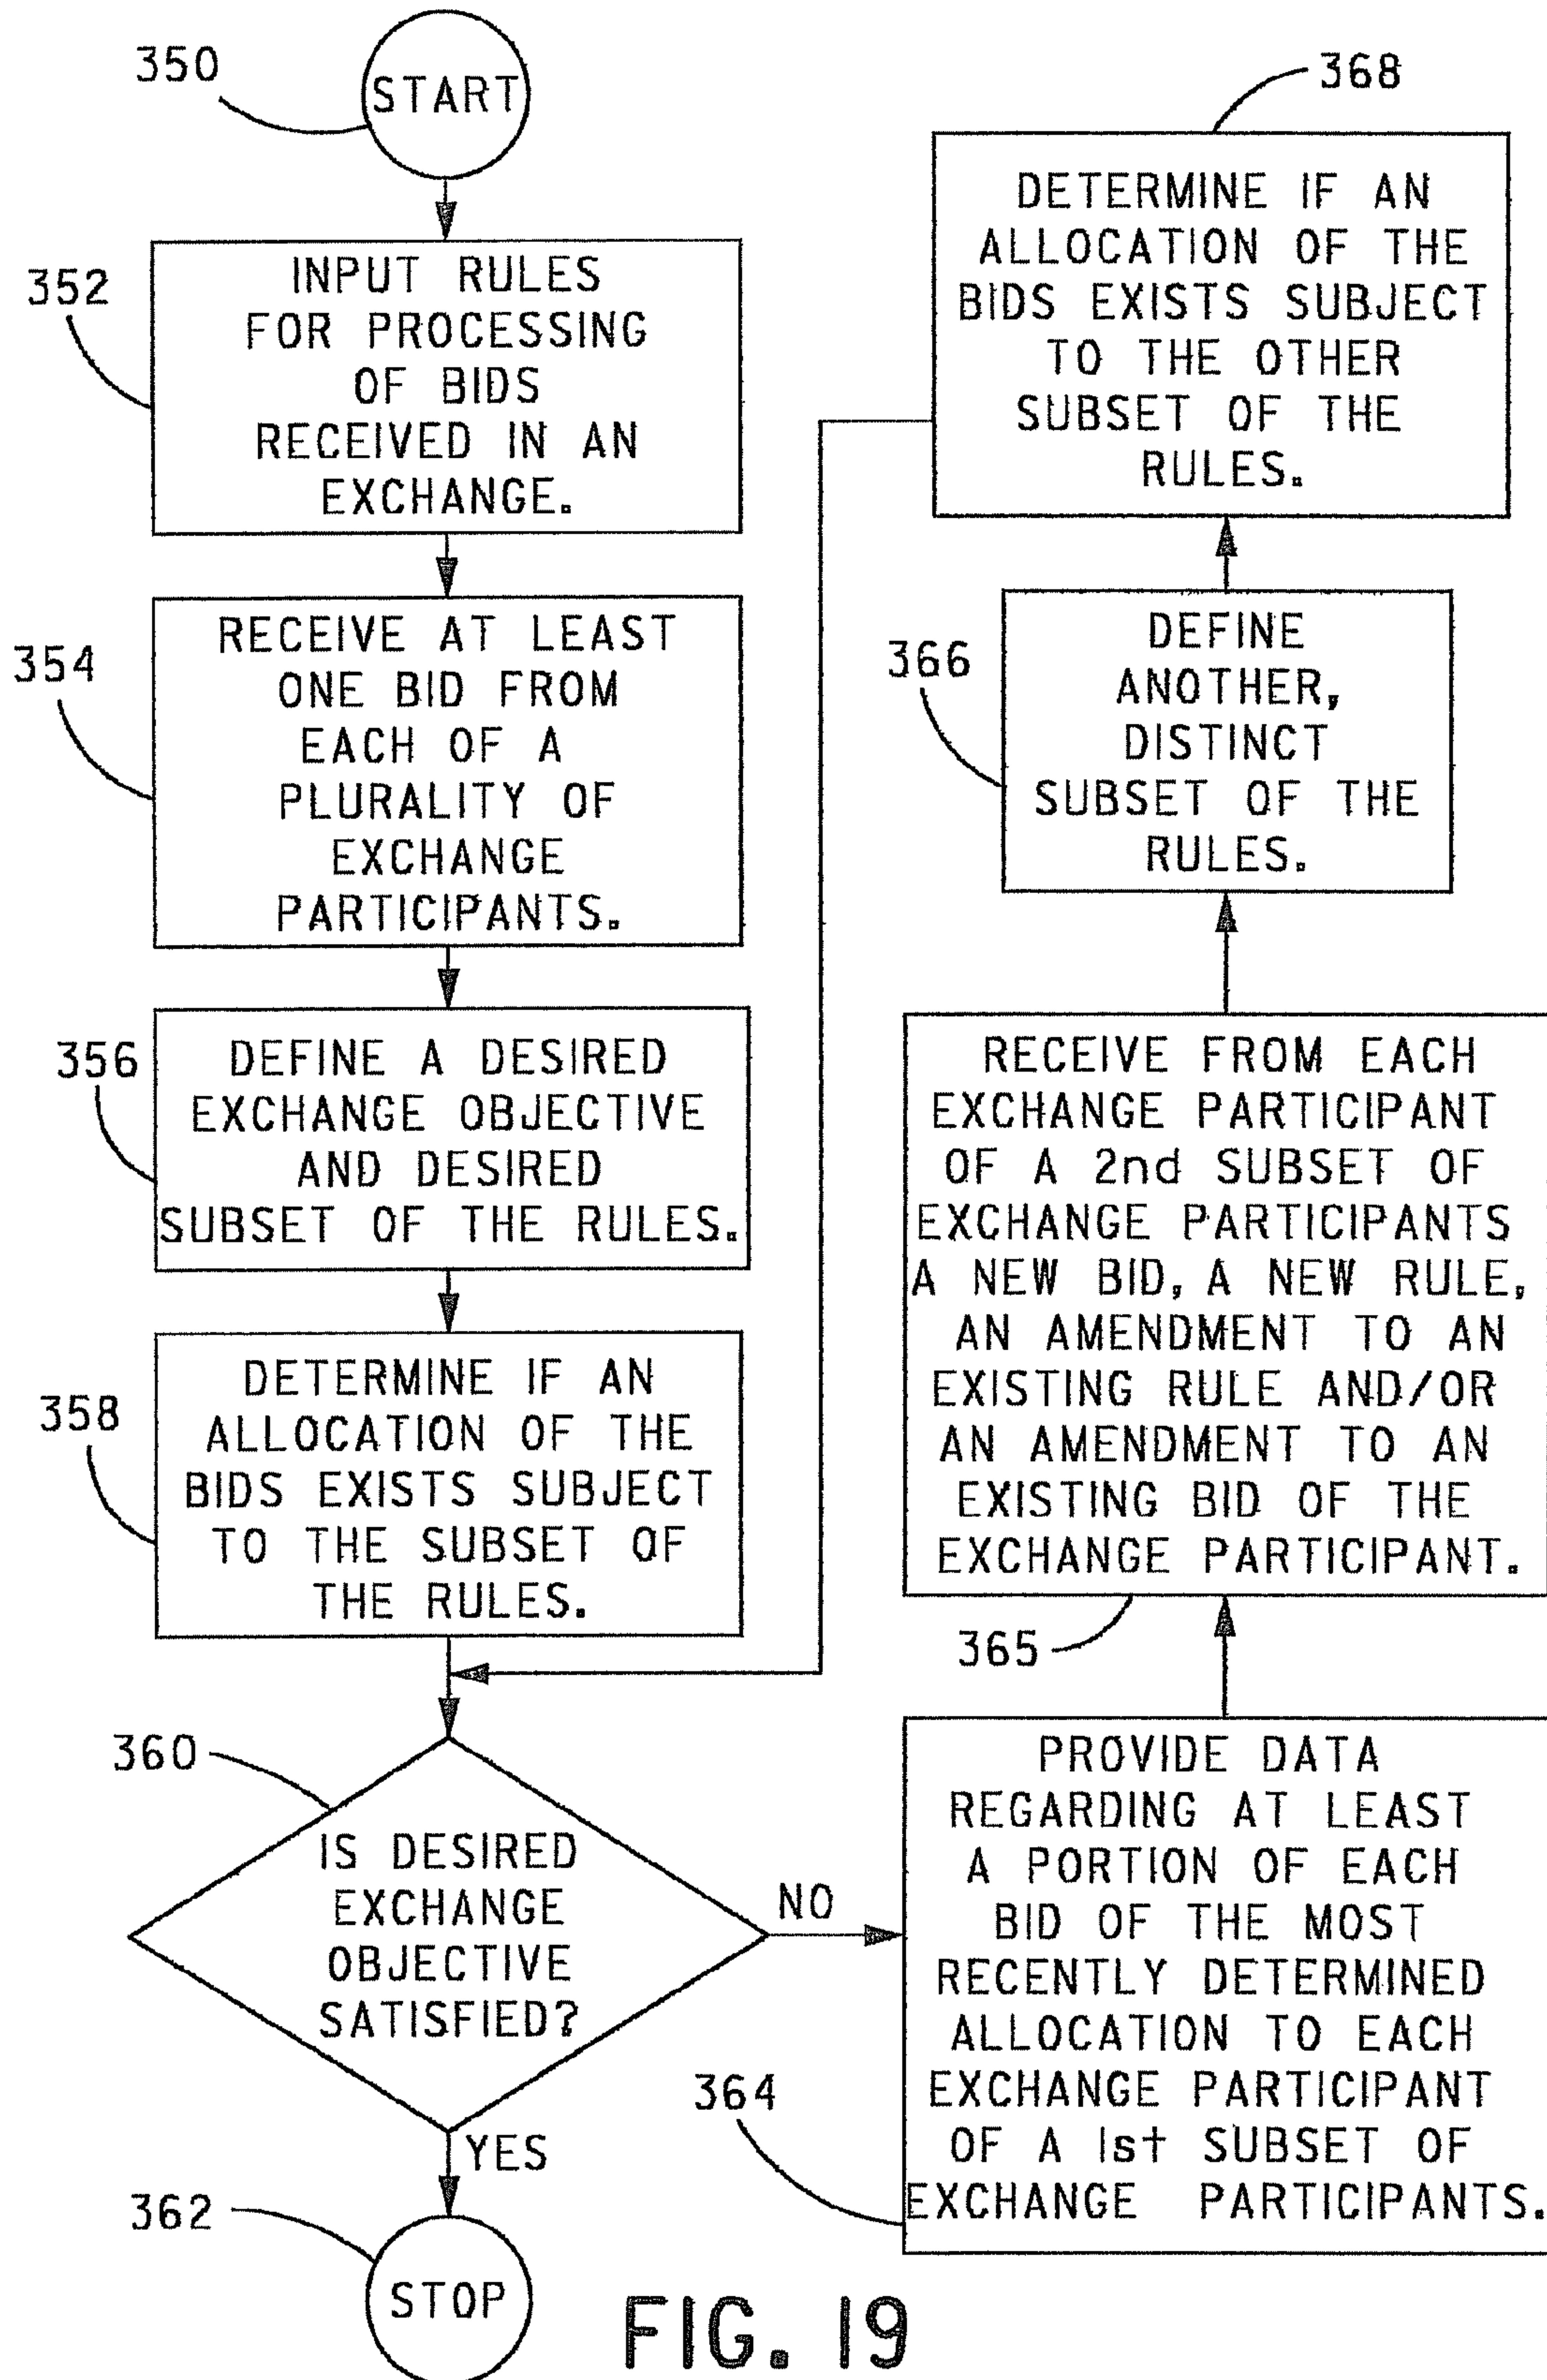 350
START
352
INPUT RULES
FOR PROCESSING
OF BIDS
RECEIVED IN AN
EXCHANGE.
354
RECEIVE AT LEAST
ONE BID FROM
EACH OF A
PLURALITY OF
EXCHANGE
PARTICIPANTS.
356
DEFINE A DESIRED
EXCHANGE OBJECTIVE
AND DESIRED
SUBSET OF THE RULES.
358
DETERMINE IF AN
ALLOCATION OF THE
BIDS EXISTS SUBJECT
TO THE SUBSET OF
THE RULES.
360
IS DESIRED
EXCHANGE
OBJECTIVE
SATISFIED?
NO
YES
362
STOP
364
PROVIDE DATA
REGARDING AT LEAST
A PORTION OF EACH
BID OF THE MOST
RECENTLY DETERMINED
ALLOCATION TO EACH
EXCHANGE PARTICIPANT
OF A 1st SUBSET OF
EXCHANGE PARTICIPANTS.
365
RECEIVE FROM EACH
EXCHANGE PARTICIPANT
OF A 2nd SUBSET OF
EXCHANGE PARTICIPANTS
A NEW BID, A NEW RULE,
AN AMENDMENT TO AN
EXISTING RULE AND/OR
AN AMENDMENT TO AN
EXISTING BID OF THE
EXCHANGE PARTICIPANT.
366
DEFINE
ANOTHER,
DISTINCT
SUBSET OF THE
RULES.
368
DETERMINE IF AN
ALLOCATION OF THE
BIDS EXISTS SUBJECT
TO THE OTHER
SUBSET OF THE
RULES.
FIG. 19